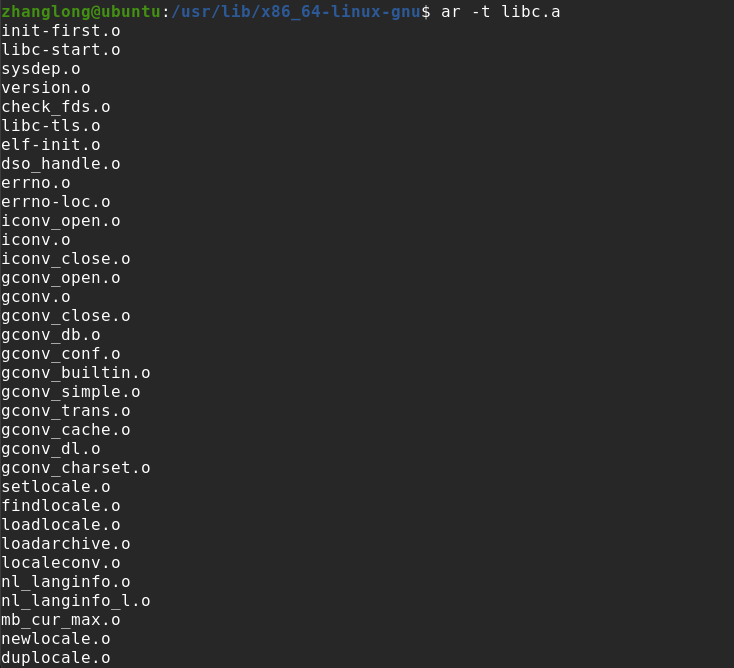 zhanglong@ubuntu:/usr/lib/x86_64-linux-gnu$ ar -t libc.a
init-first.o
libc-start.o
sysdep.o
version.o
check_fds.o
libc-tls.o
elf-init.o
dso_handle.o
errno.o
errno-loc.o
iconv_open.o
iconv.o
iconv_close.o
gconv_open.o
gconv.o
gconv_close.o
gconv_db.o
gconv_conf.o
gconv_builtin.o
gconv_simple.o
gconv_trans.o
gconv_cache.o
gconv_dl.o
gconv_charset.o
setlocale.o
findlocale.o
loadlocale.o
loadarchive.o
localeconv.o
nl_langinfo.o
nl_langinfo_l.o
mb_cur_max.o
newlocale.o
duplocale.o